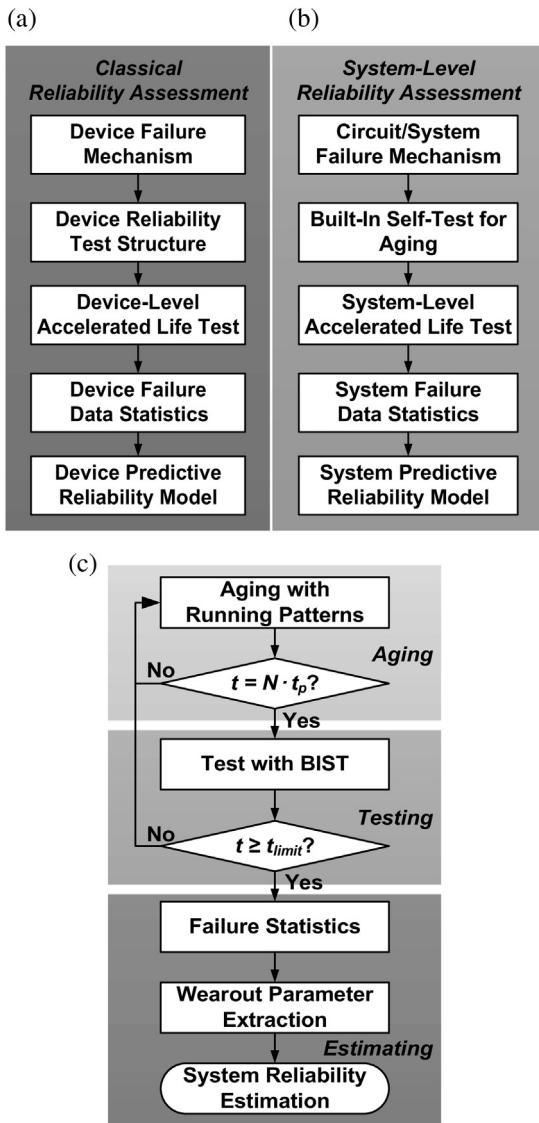 (a)
Classical
Reliability Assessment
Device Failure
Mechanism
Device Reliability
Test Structure
Device-Level
Accelerated Life Test
Device Failure
Data Statistics
Device Predictive
Reliability Model
(b)
System-Level
Reliability Assessment
Circuit/System
Failure Mechanism
Built-In Self-Test for
Aging
System-Level
Accelerated Life Test
System Failure
Data Statistics
System Predictive
Reliability Model
(c)
Aging with
Running Patterns
Aging
No
t = N · tp?
Yes
Test with BIST
Testing
No
t ≥ tlimit?
Yes
Failure Statistics
Wearout Parameter
Extraction
Estimating
System Reliability
Estimation